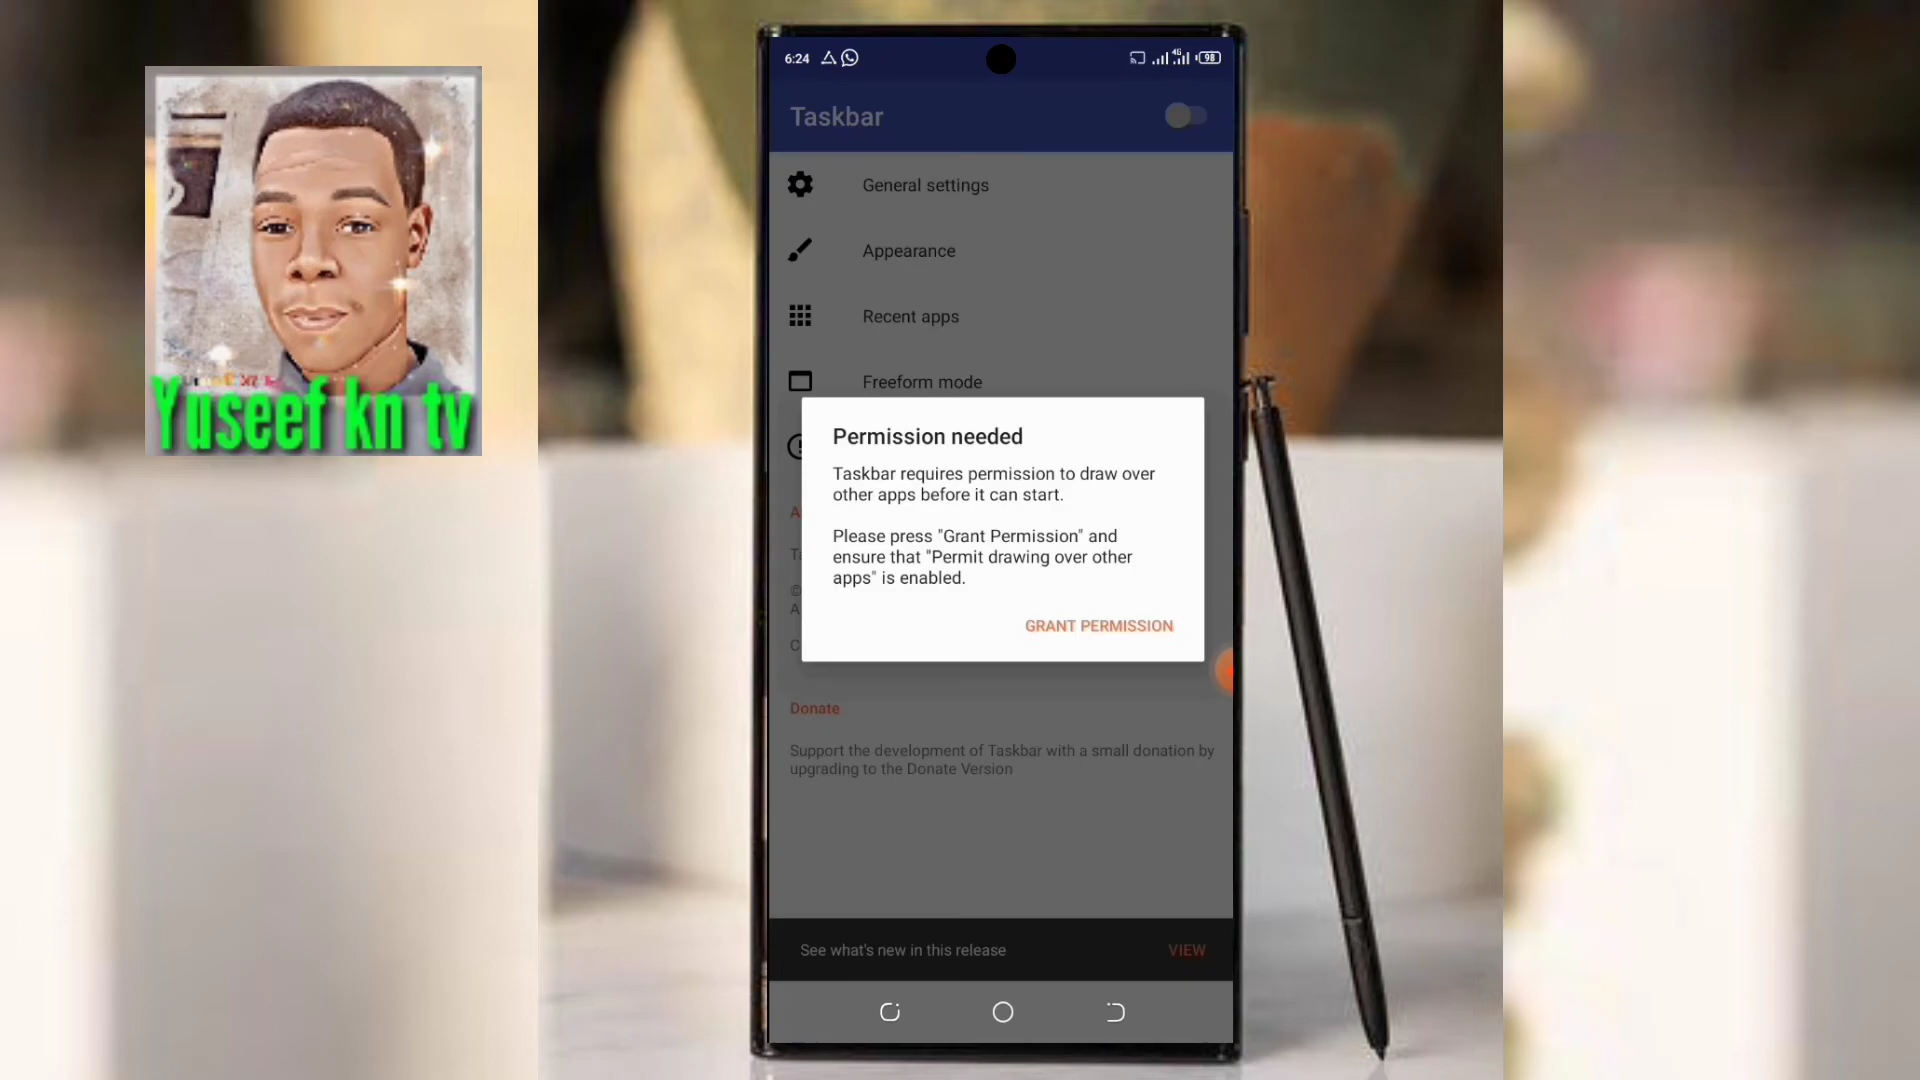 Yuseef kn tv
6:24
4G
98
Taskbar
General settings
Appearance
Recent apps
Freeform mode
Permission needed
Taskbar requires permission to draw over
other apps before it can start.
Please press "Grant Permission" and
ensure that "Permit drawing over other
apps" is enabled.
GRANT PERMISSION
Donate
Support the development of Taskbar with a small donation by
upgrading to the Donate Version
See what's new in this release
VIEW